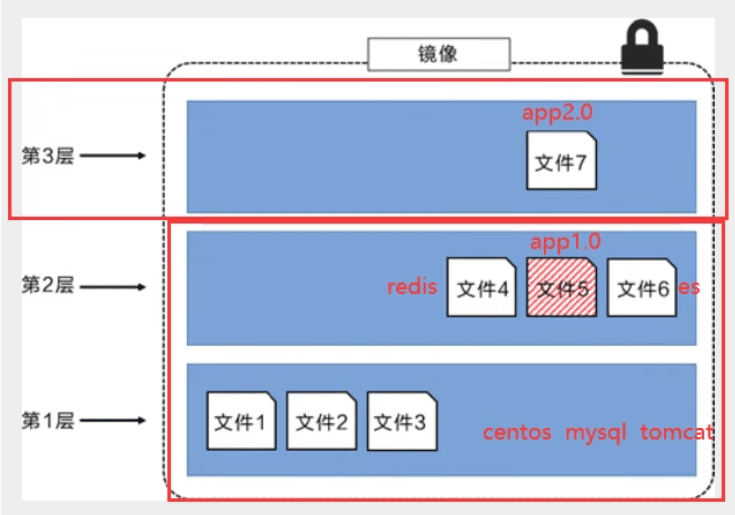 镜像
app2.0
第3层 文件7
app1.0
第2层 redis 文件4 文件5 文件6 es
第1层 文件1 文件2 文件3 centos mysql tomcat